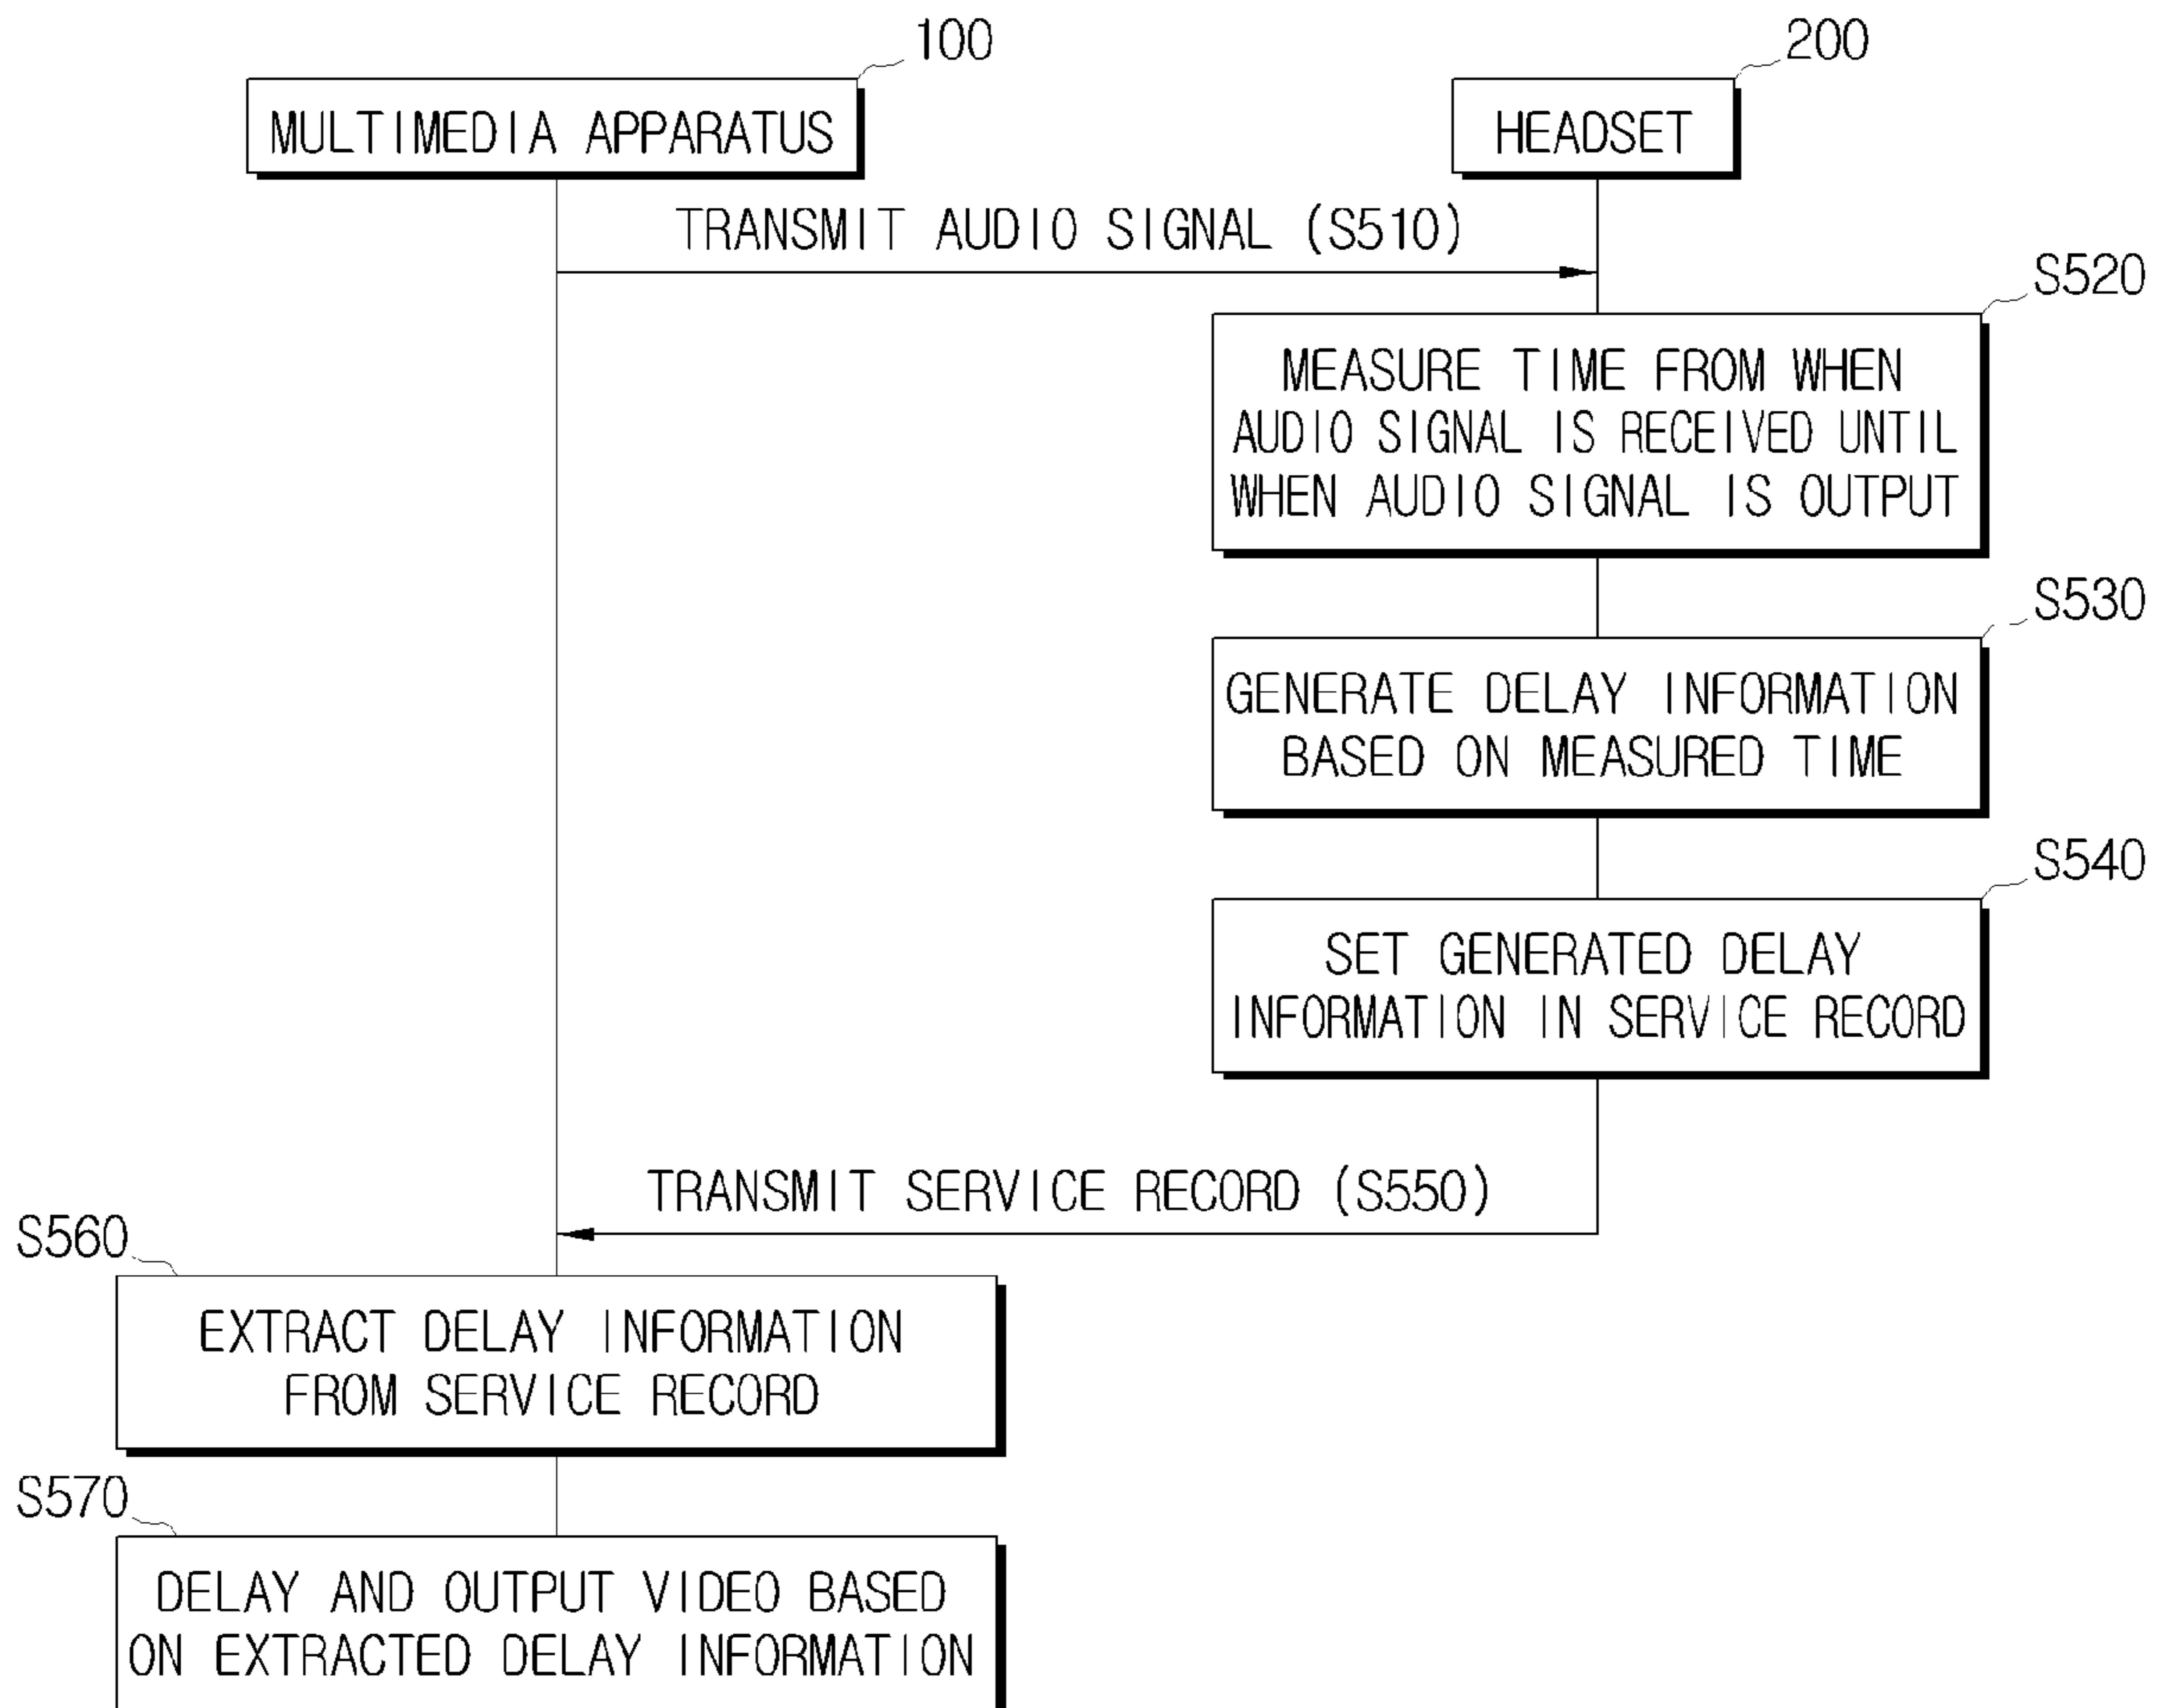 100
200
MULTIMEDIA APPARATUS
HEADSET
TRANSMIT AUDIO SIGNAL (S510)
S520
MEASURE TIME FROM WHEN
AUDIO SIGNAL IS RECEIVED UNTIL
WHEN AUDIO SIGNAL IS OUTPUT
S530
GENERATE DELAY INFORMATION
BASED ON MEASURED TIME
S540
SET GENERATED DELAY
INFORMATION IN SERVICE RECORD
TRANSMIT SERVICE RECORD (S550)
S560
EXTRACT DELAY INFORMATION
FROM SERVICE RECORD
S570
DELAY AND OUTPUT VIDEO BASED
ON EXTRACTED DELAY INFORMATION